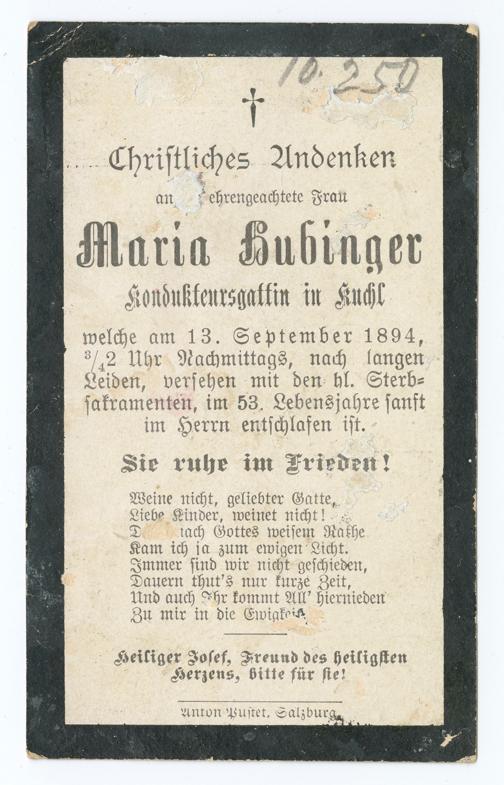 10. 250
Christliches Andenken
an ehrengeachtete Frau
Maria Hubinger
Kondukteursgattin in Kuchl
welche am 13. September 1894,
3/42 Uhr Nachmittags, nach langen
Leiden, versehen mit den hl. Sterb-
sakramenten, im 53. Lebensjahre sanft
im Herrn entschlafen ist.
Sie ruhe im Frieden!
Weine nicht, geliebter Gatte,
Liebe Kinder, weinet nicht!
nach Gottes weisem Rathe
Kam ich ja zum ewigen Licht.
Immer sind wir nicht geschieden,
Dauern thut's nur kurze Zeit,
Und auch Ihr kommt All' hiernieden
Zu mir in die Ewigkeit.
Heiliger Josef, Freund des heiligsten
Herzens, bitte für sie!
Anton Pustet, Salzburg.